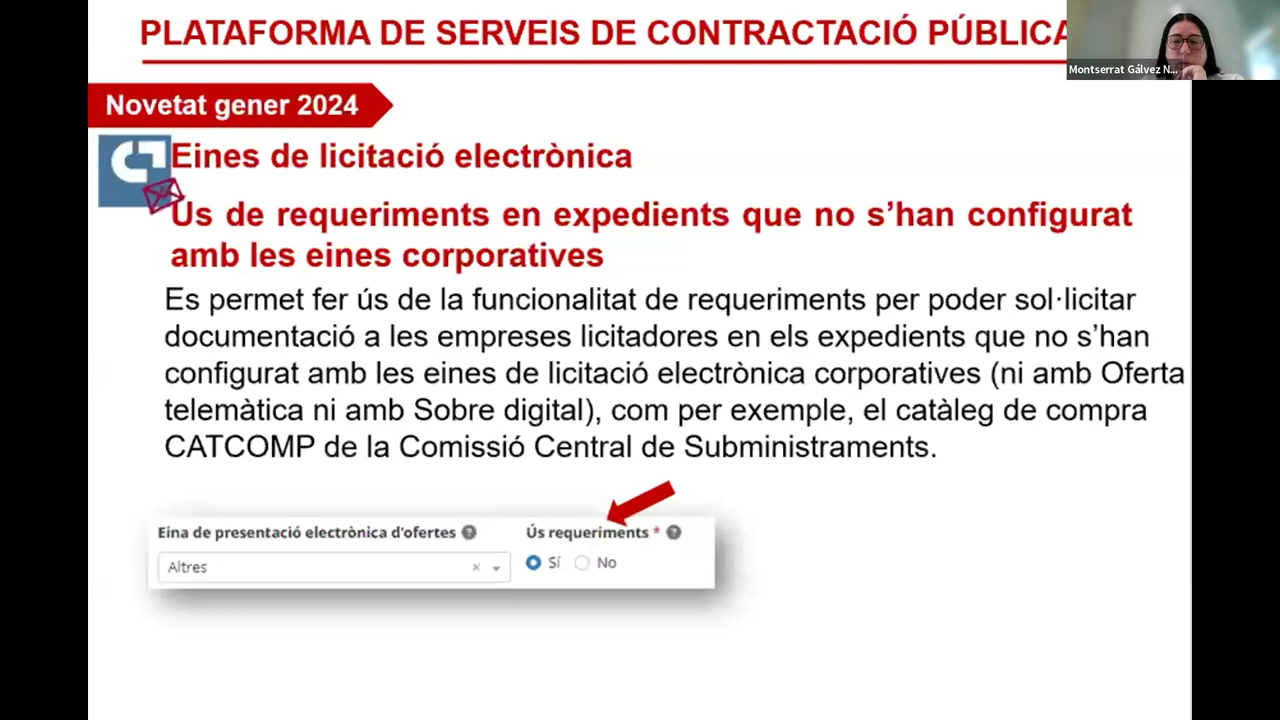 PLATAFORMA DE SERVEIS DE CONTRACTACIÓ PÚBLICA
Montserrat Gálvez N...
Novetat gener 2024
Eines de licitació electrònica
Ús de requeriments en expedients que no s’han configurat
amb les eines corporatives
Es permet fer ús de la funcionalitat de requeriments per poder sol·licitar
documentació a les empreses licitadores en els expedients que no s’han
configurat amb les eines de licitació electrònica corporatives (ni amb Oferta
telemàtica ni amb Sobre digital), com per exemple, el catàleg de compra
CATCOMP de la Comissió Central de Subministraments.
Eina de presentació electrònica d'ofertes ? Ús requeriments * ?
Altres × Sí No